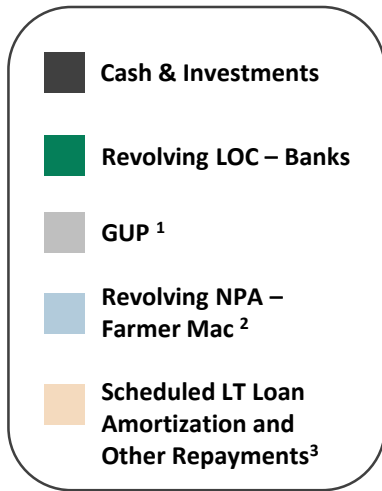 Cash & Investments
Revolving LOC – Banks
GUP ¹
Revolving NPA –
Farmer Mac ²
Scheduled LT Loan
Amortization and
Other Repayments³